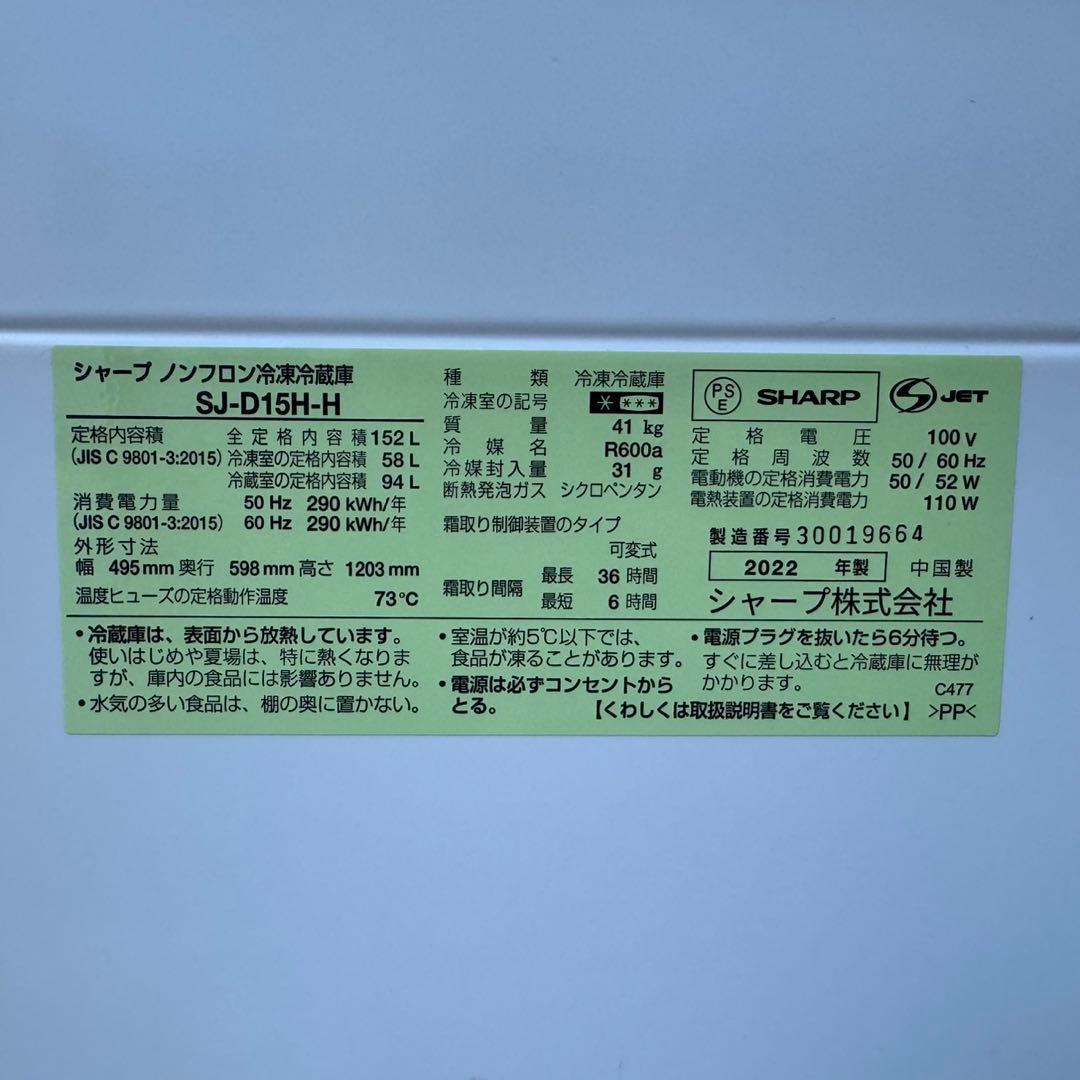 シャープ ノンフロン冷凍冷蔵庫
SJ-D15H-H
定格内容積 全定格内容積 152 L
(JIS C 9801-3:2015) 冷凍室の定格内容積 58 L
冷蔵室の定格内容積 94 L
消費電力量 50 Hz 290 kWh/年
(JIS C 9801-3:2015) 60 Hz 290 kWh/年
外形寸法
幅 495 mm 奥行 598 mm 高さ 1203 mm
温度ヒューズの定格動作温度 73℃
種類 冷凍冷蔵庫
冷凍室の記号 * ***
質量 41 kg
冷媒名 R600a
冷媒封入量 31 g
断熱発泡ガス シクロペンタン
霜取り制御装置のタイプ
可変式
霜取り間隔 最長 36 時間
最短 6 時間
PSE SHARP JET
定格電圧 100 V
定格周波数 50 / 60 Hz
電動機の定格消費電力 50 / 52 W
電熱装置の定格消費電力 110 W
製造番号 30019664
2022 年製 中国製
シャープ株式会社
・冷蔵庫は、表面から放熱しています。
使いはじめや夏場は、特に熱くなりま
すが、庫内の食品には影響ありません。
・水気の多い食品は、棚の奥に置かない。
・室温が約5℃以下では、
食品が凍ることがあります。
・電源は必ずコンセントから
とる。
・電源プラグを抜いたら6分待つ。
すぐに差し込むと冷蔵庫に無理が
かかります。 C477
【くわしくは取扱説明書をご覧ください】 >PP<